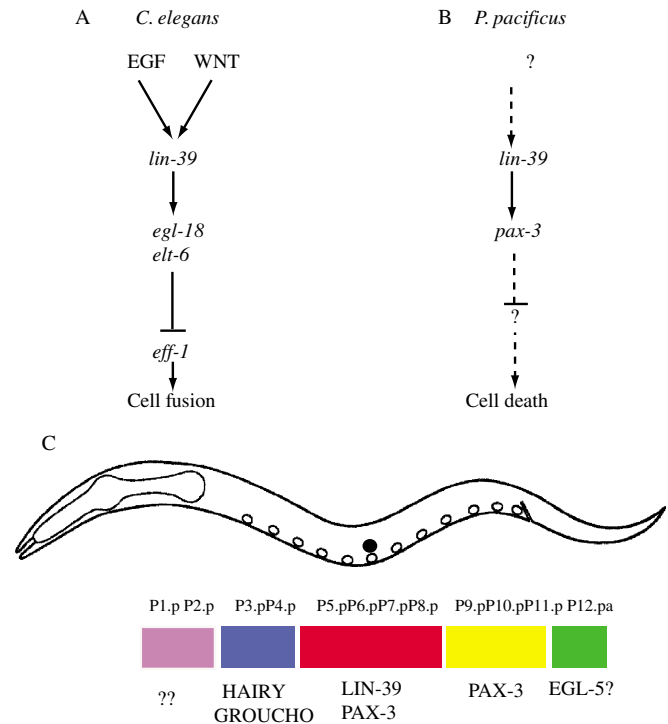 A C. elegans
EGF WNT
lin-39
egl-18
elt-6
eff-1
Cell fusion
B P. pacificus
?
lin-39
pax-3
?
Cell death
C
P1.p P2.p P3.pP4.p P5.pP6.pP7.pP8.p P9.pP10.pP11.p P12.pa
?? HAIRY LIN-39 PAX-3 EGL-5?
GROUCHO PAX-3